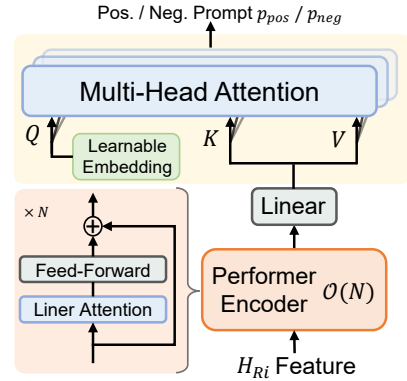 Pos. / Neg. Prompt p_pos / p_neg
Multi-Head Attention
Q
K
V
Learnable
Embedding
× N
Linear
Feed-Forward
Liner Attention
Performer
Encoder
O(N)
H_Ri Feature